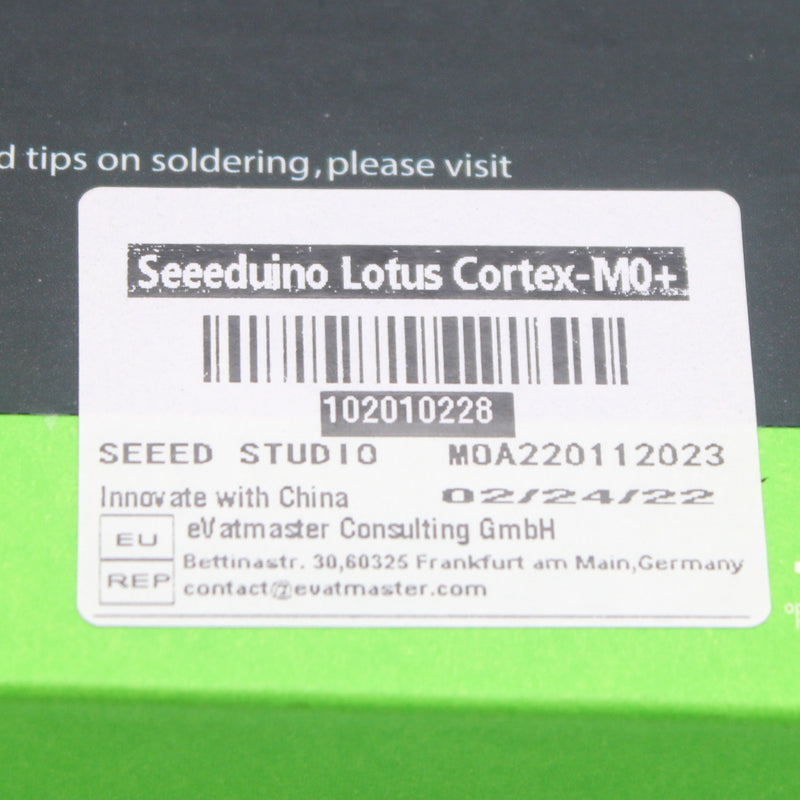 d tips on soldering, please visit
Seeeduino Lotus Cortex-M0+
102010228
SEEED STUDIO M0A220112023
Innovate with China 02/24/22
EU REP
eVatmaster Consulting GmbH
Bettinastr. 30,60325 Frankfurt am Main,Germany
contact@evatmaster.com